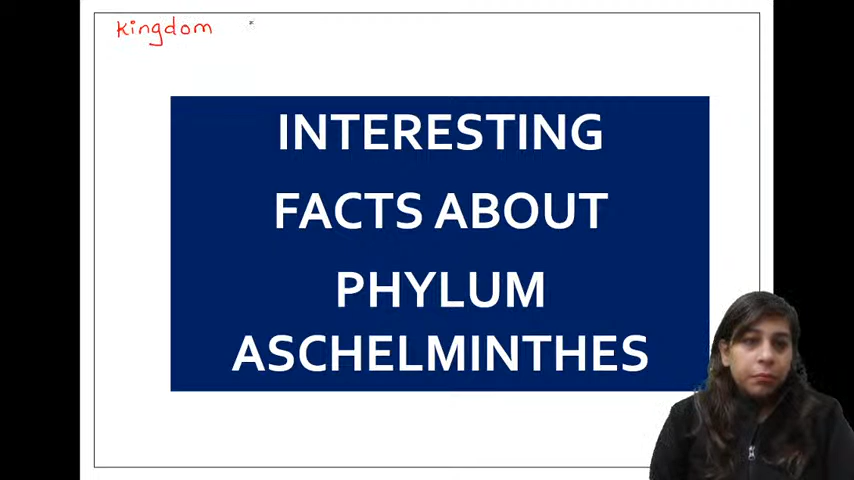 kingdom
INTERESTING
FACTS ABOUT
PHYLUM
ASCHELMINTHES